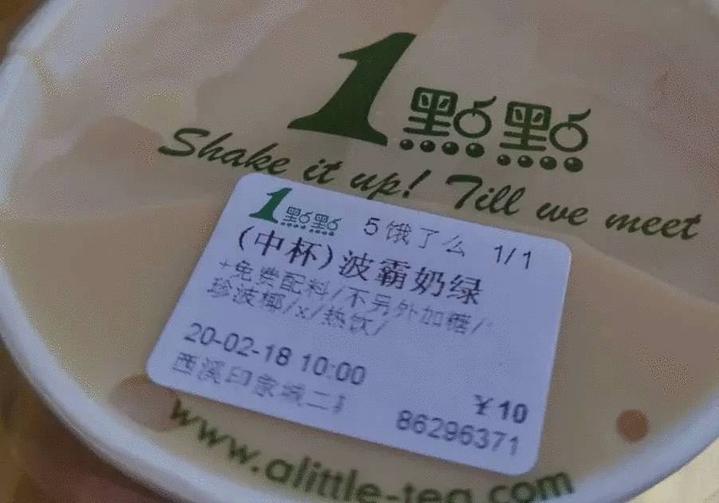 1點點
Shake it up! Till we meet
1點點 5 饿了么 1/1
(中杯)波霸奶绿
+免费配料/不另外加糖/
珍波椰/x/热饮/
20-02-18 10:00
¥10
西溪印象城二
86296371
www.alittle-tea.com